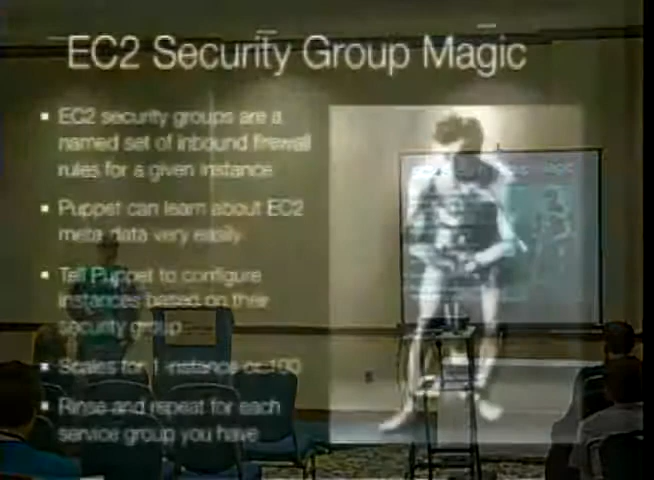 EC2 Security Group Magic
EC2 security groups are a
named set of inbound firewall
rules for a given instance
Puppet can learn about EC2
meta data very easily
Tell Puppet to configure
instances based on their
security group
Scales for 1 instance or 100
Rinse and repeat for each
service group you have